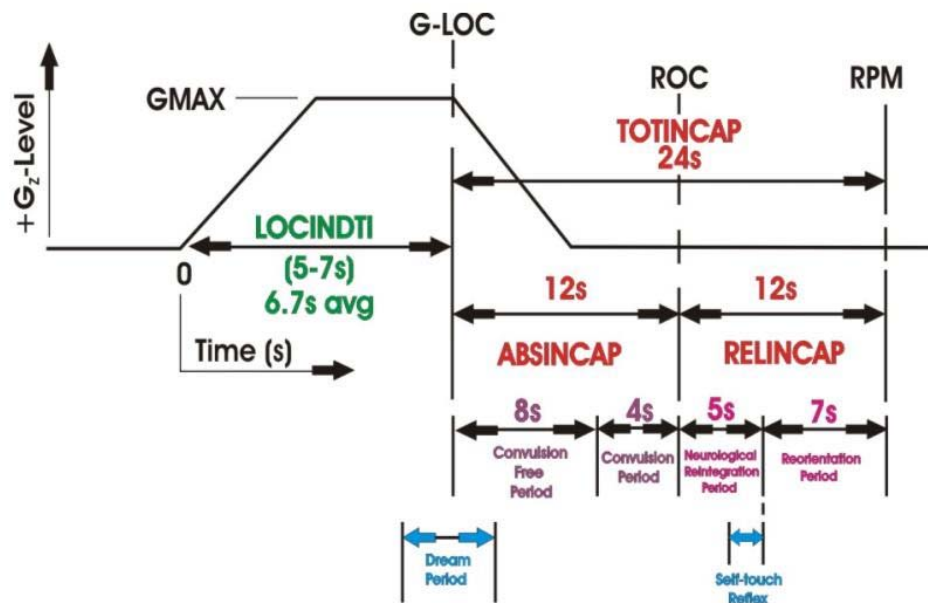 G-LOC
ROC
RPM
GMAX
+Gz-Level
TOTINCAP
24s
LOCINDTI
(5-7s)
6.7s avg
0
Time (s)
12s
12s
ABSINCAP
RELINCAP
8s
4s
5s
7s
Convulsion
Free
Period
Convulsion
Period
Neurological
Reintegration
Period
Reorientation
Period
Dream
Period
Self-touch
Reflex